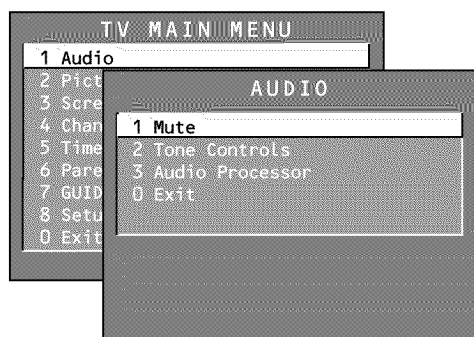 TV MAIN MENU
1 Audio
2 Pict
3 Scre
4 Chan
5 Time
6 Pare
7 GUID
8 Setu
0 Exit
AUDIO
1 Mute
2 Tone Controls
3 Audio Processor
0 Exit